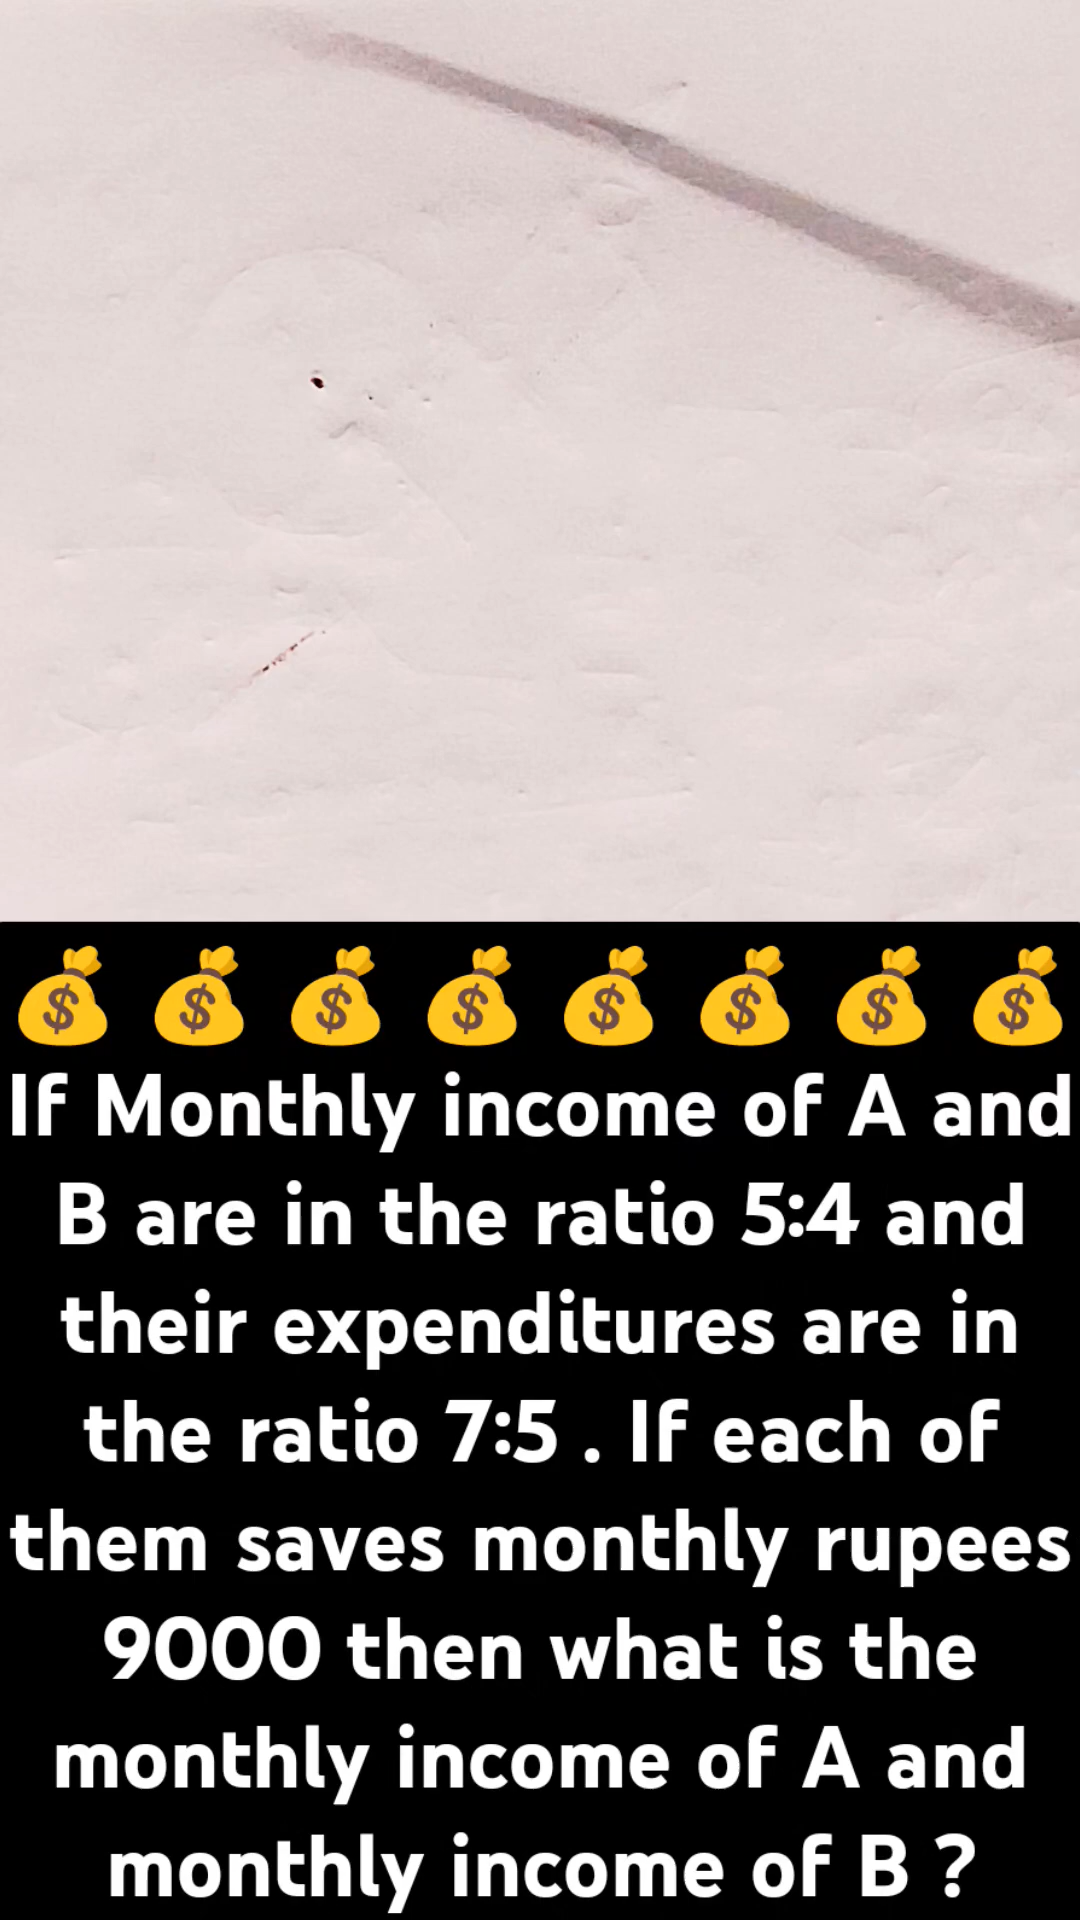 If Monthly income of A and
B are in the ratio 5:4 and
their expenditures are in
the ratio 7:5 . If each of
them saves monthly rupees
9000 then what is the
monthly income of A and
monthly income of B ?